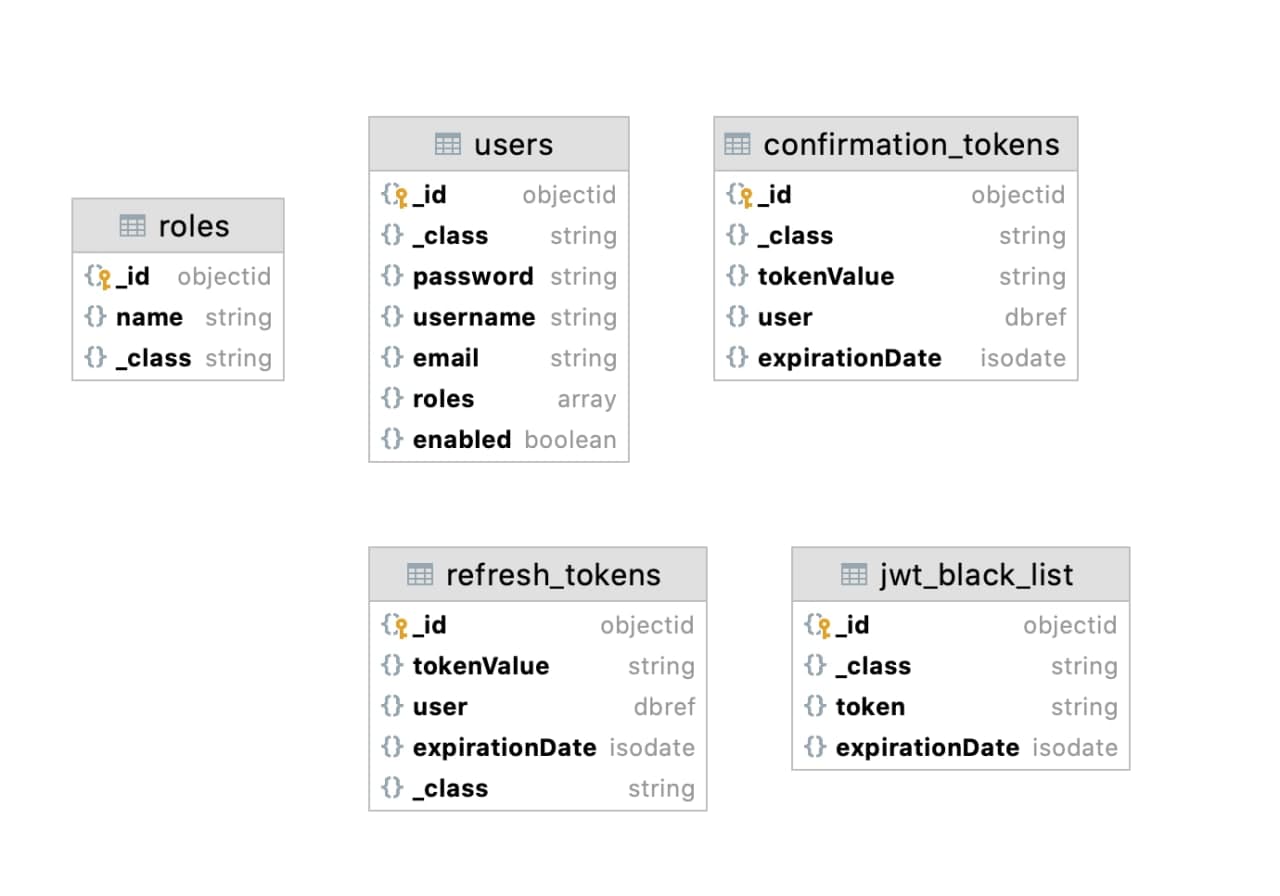 roles
_id objectid
name string
_class string
users
_id objectid
_class string
password string
username string
email string
roles array
enabled boolean
confirmation_tokens
_id objectid
_class string
tokenValue string
user dbref
expirationDate isodate
refresh_tokens
_id objectid
tokenValue string
user dbref
expirationDate isodate
_class string
jwt_black_list
_id objectid
_class string
token string
expirationDate isodate